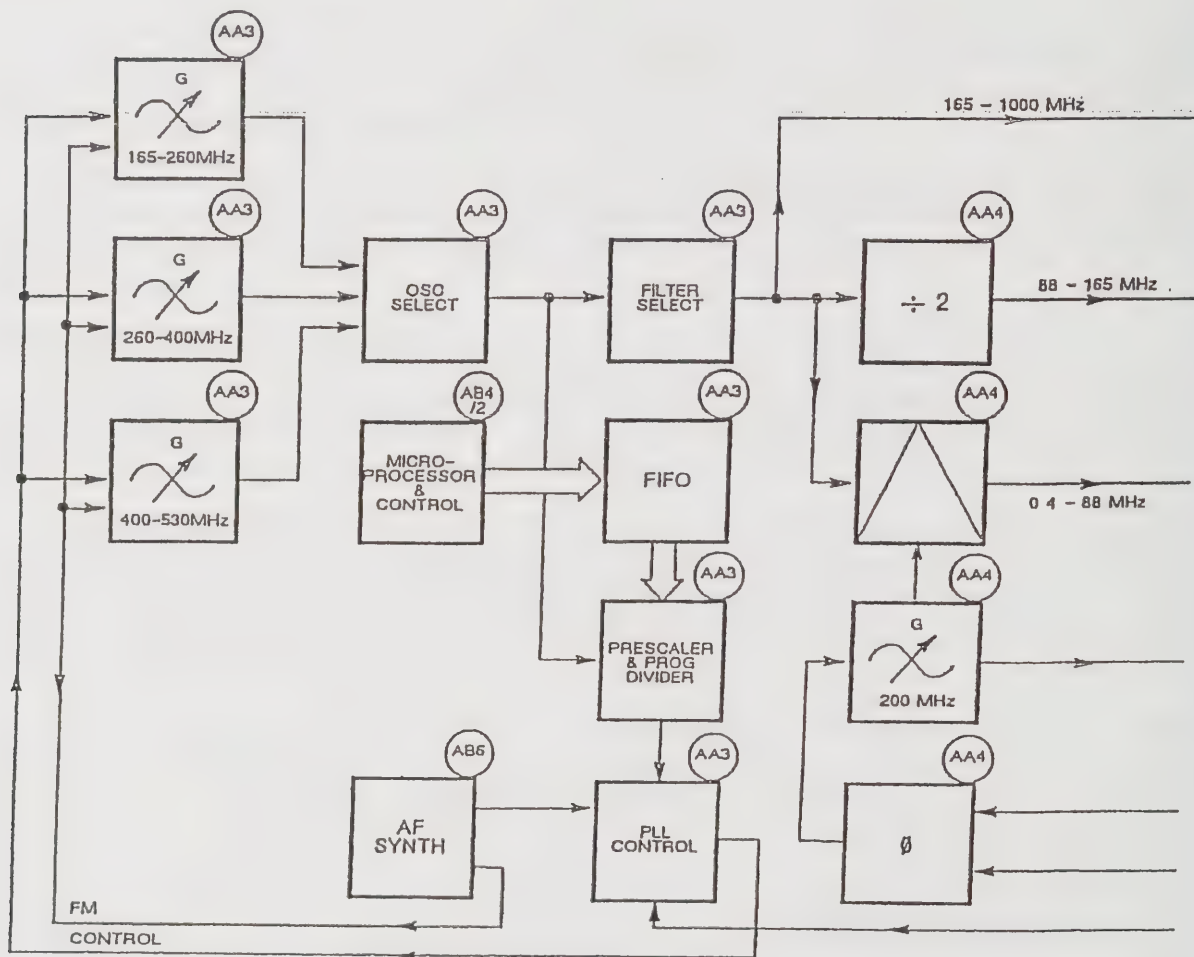 AA3
G
165-260MHz
165 - 1000 MHz
AA3
G
260-400MHz
AA3
OSC
SELECT
AA3
FILTER
SELECT
AA4
÷ 2
88 - 165 MHz
AA3
G
400-530MHz
AB4
/2
MICRO-
PROCESSOR
&
CONTROL
AA3
FIFO
AA4
0 4 - 88 MHz
AA3
PRESCALER
& PROG
DIVIDER
AA4
G
200 MHz
AB6
AF
SYNTH
AA3
PLL
CONTROL
AA4
Ø
FM
CONTROL